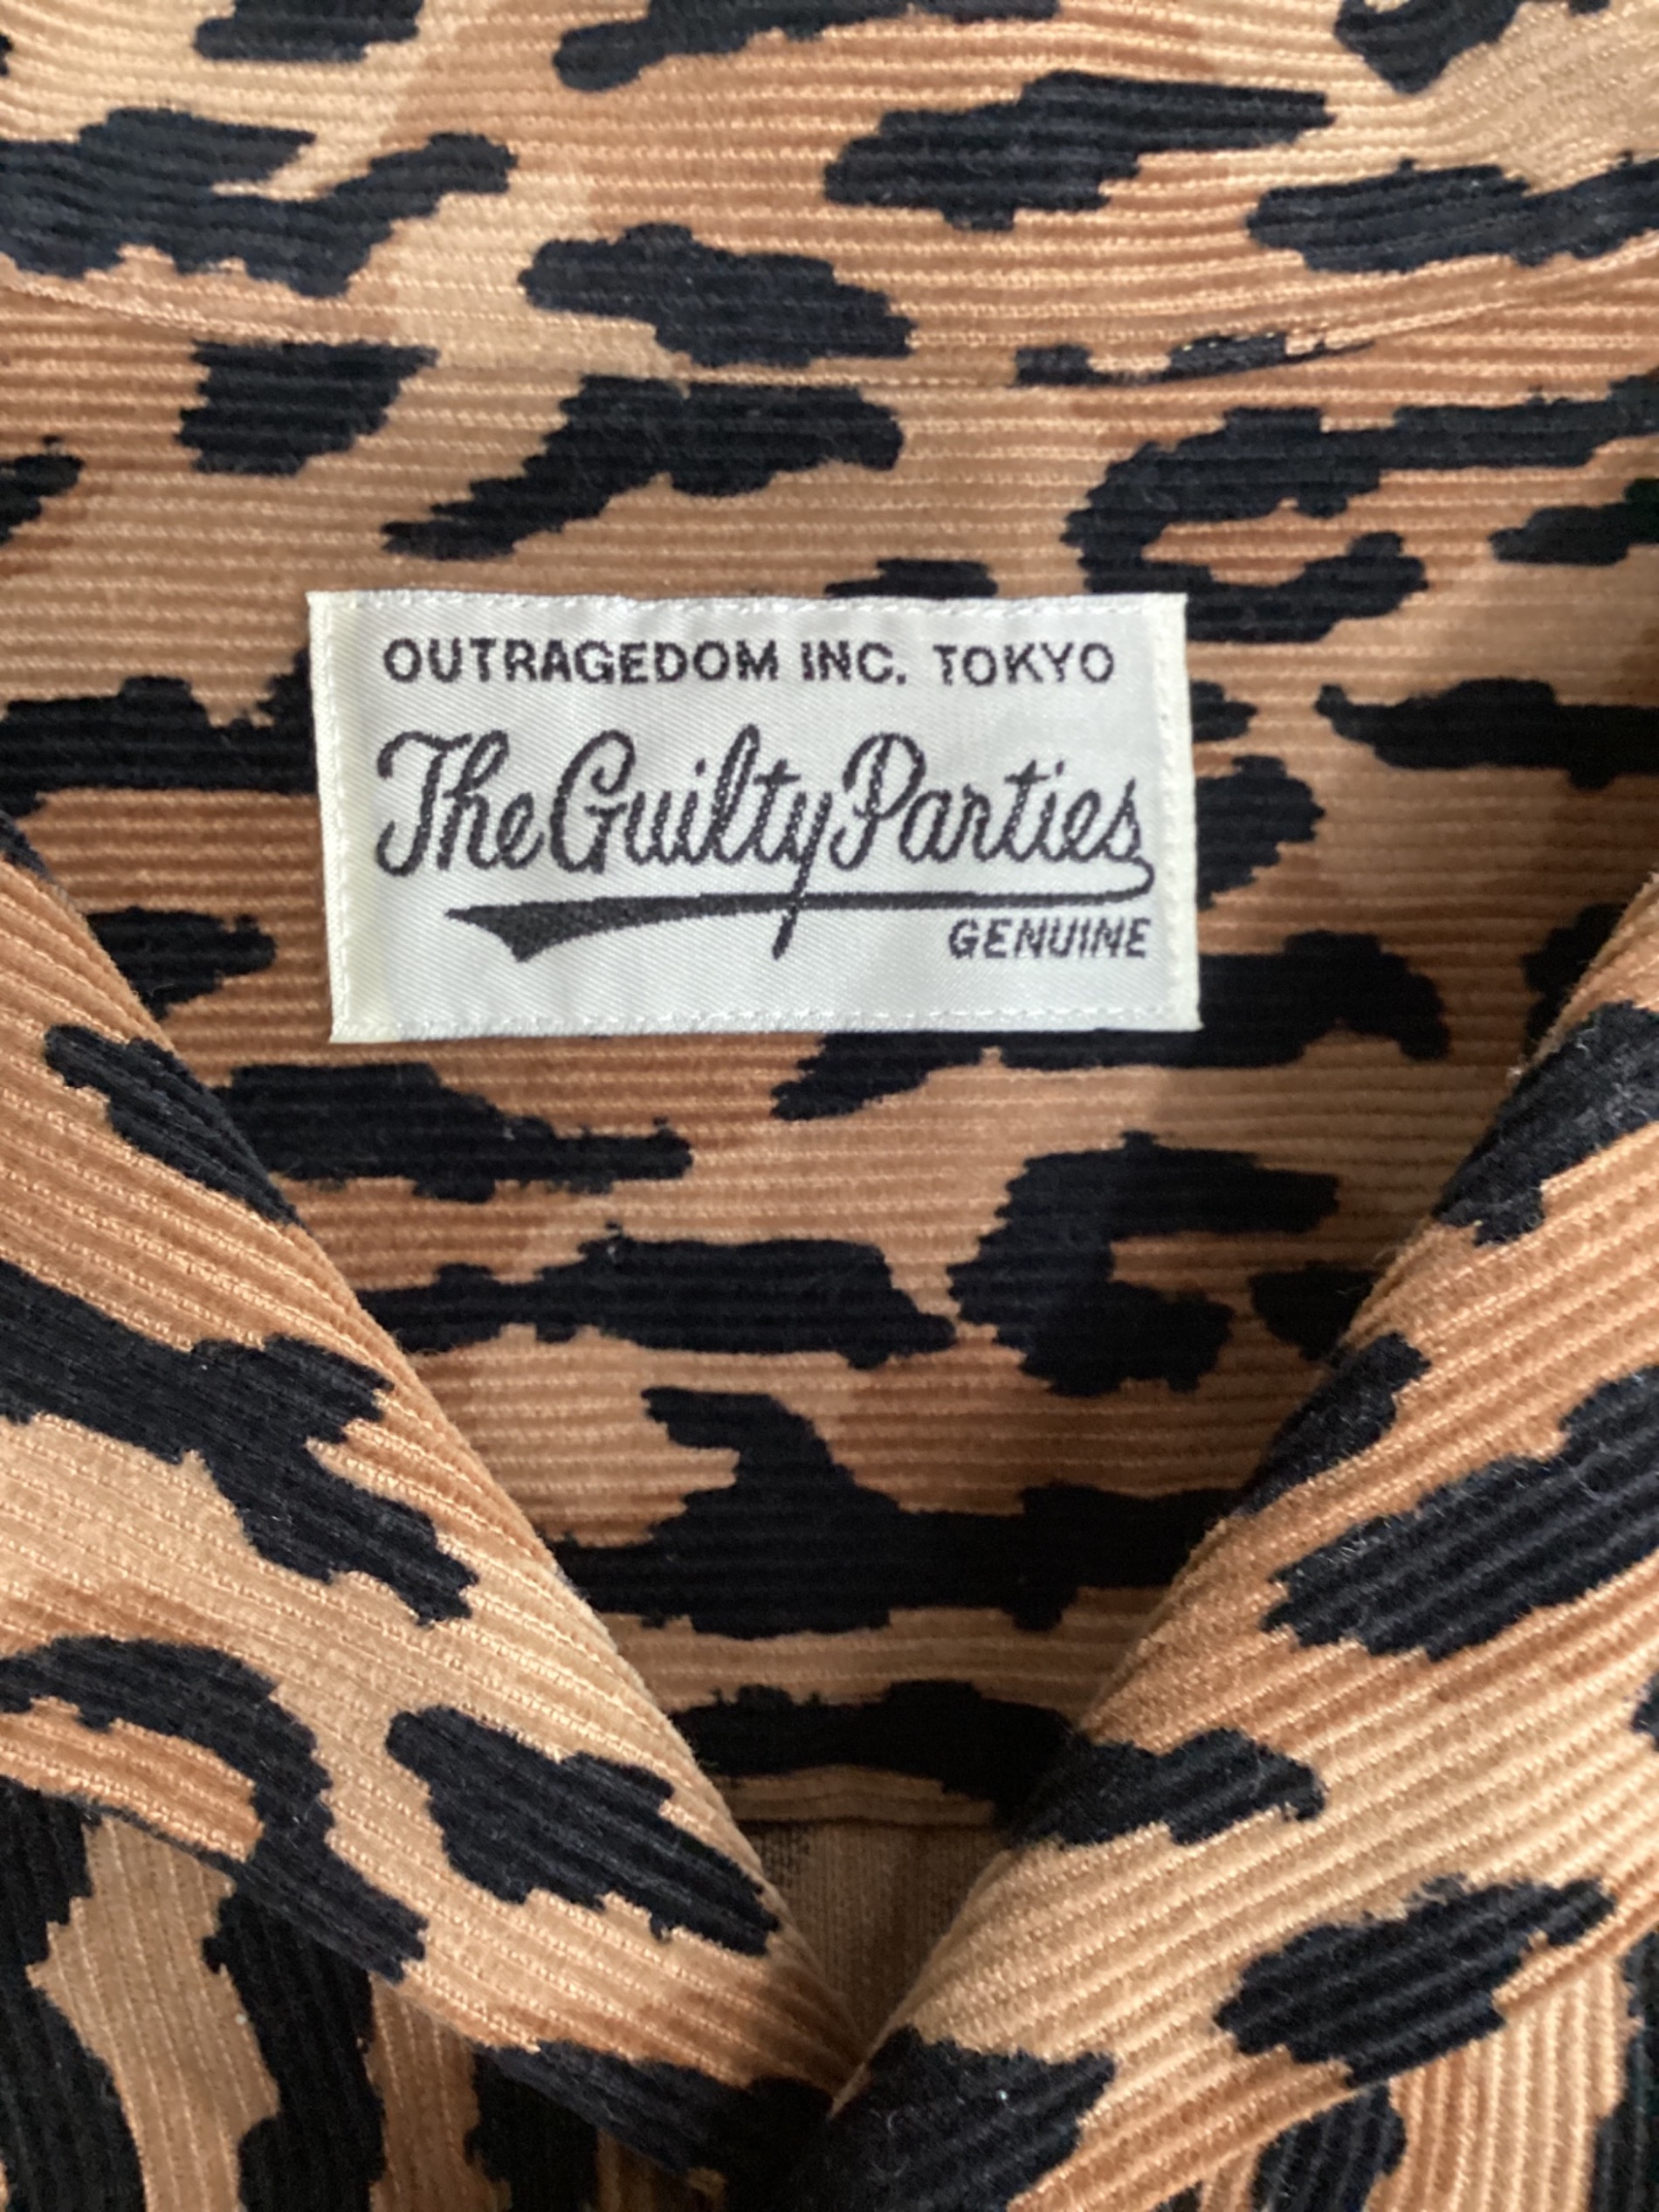 OUTRAGEDOM INC. TOKYO
The Guilty Parties
GENUINE